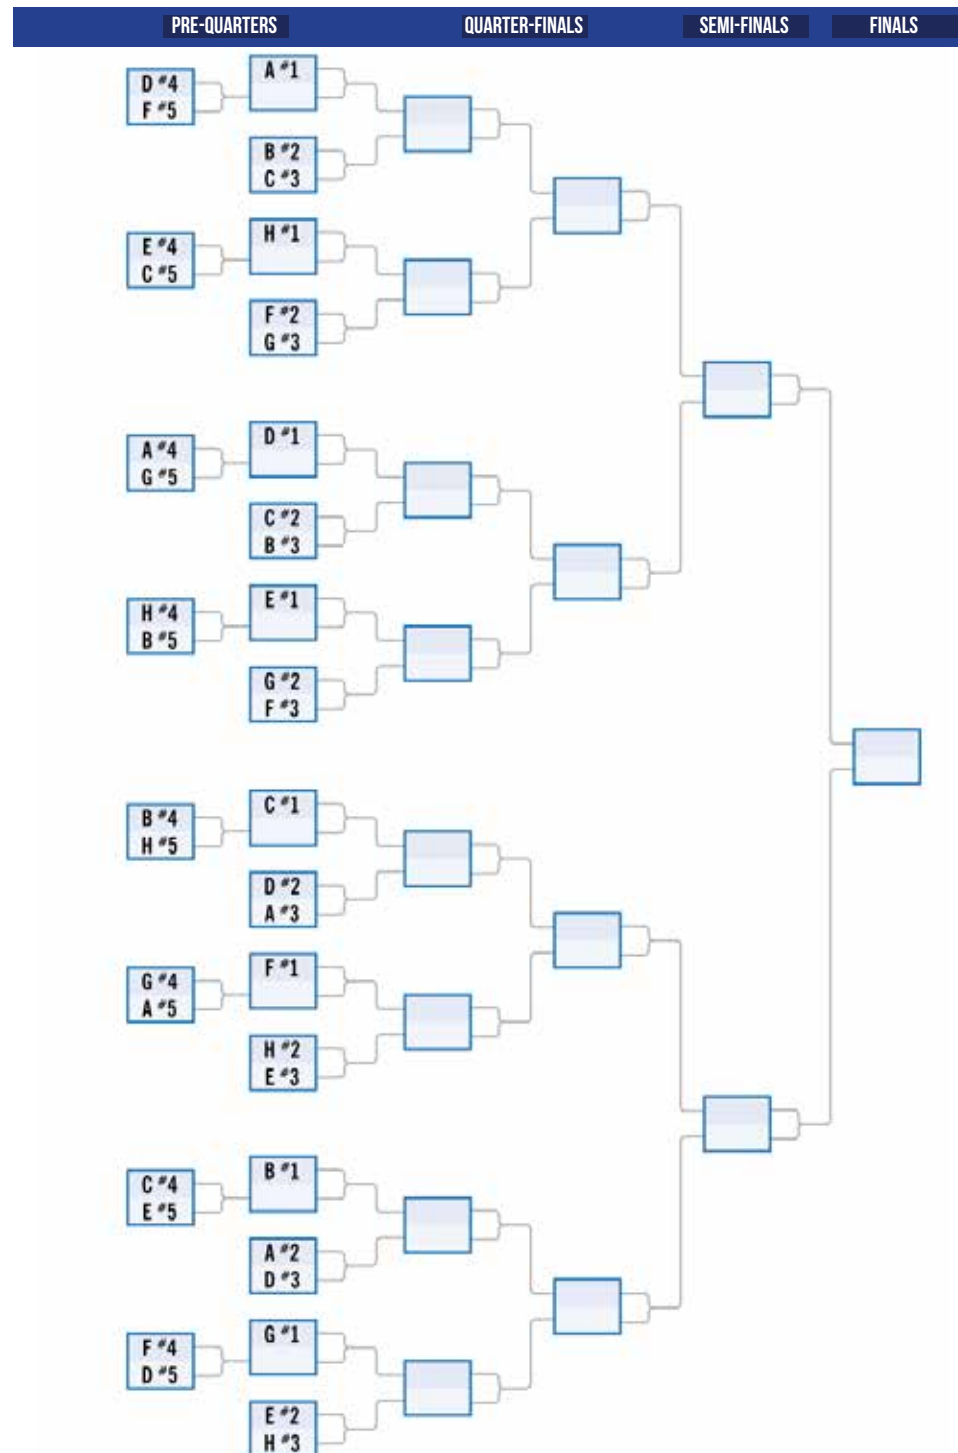 PRE-QUARTERS QUARTER-FINALS SEMI-FINALS FINALS
A #1
D #4
F #5
B #2
C #3
H #1
E #4
C #5
F #2
G #3
D #1
A #4
G #5
C #2
B #3
E #1
H #4
B #5
G #2
F #3
C #1
B #4
H #5
D #2
A #3
F #1
G #4
A #5
H #2
E #3
B #1
C #4
E #5
A #2
D #3
G #1
F #4
D #5
E #2
H #3